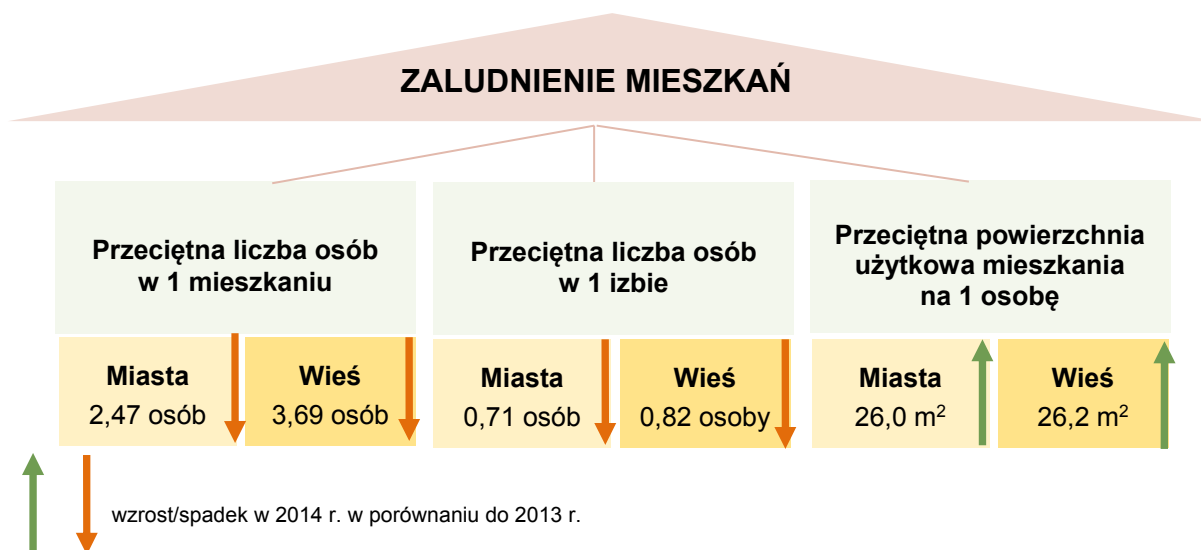 ZALUDNIENIE MIESZKAŃ
Przeciętna liczba osób
w 1 mieszkaniu
Przeciętna liczba osób
w 1 izbie
Przeciętna powierzchnia
użytkowa mieszkania
na 1 osobę
Miasta
2,47 osób
Wieś
3,69 osób
Miasta
0,71 osób
Wieś
0,82 osoby
Miasta
26,0 m²
Wieś
26,2 m²
wzrost/spadek w 2014 r. w porównaniu do 2013 r.